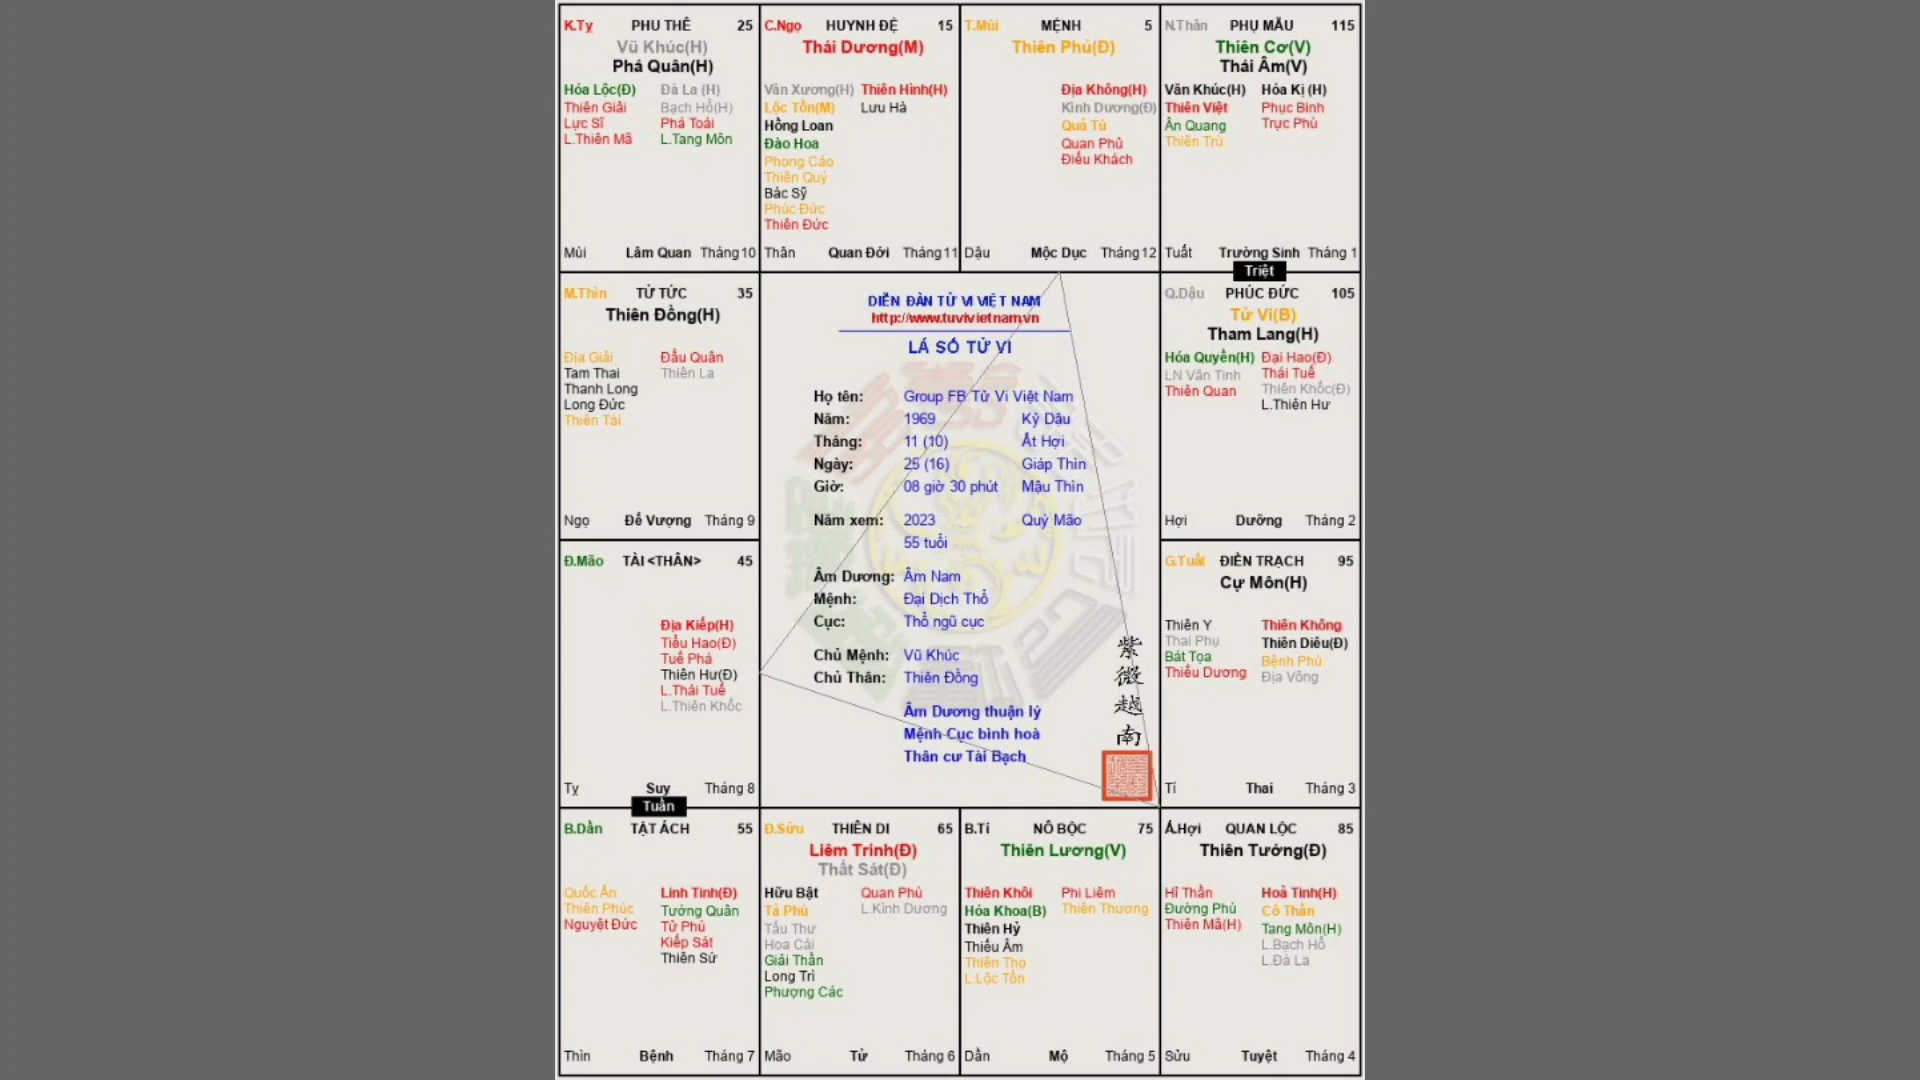 K.Tỵ PHU THÊ 25
Vũ Khúc(H)
Phá Quân(H)
Hóa Lộc(Đ) Đà La (H)
Thiên Giải Bạch Hổ(H)
Lực Sĩ Phá Toái
L.Thiên Mã L.Tang Môn
Mùi Lâm Quan Tháng 10
C.Ngọ HUYNH ĐỆ 15
Thái Dương(M)
Văn Xương(H) Thiên Hình(H)
Lộc Tồn(M) Lưu Hà
Hồng Loan
Đào Hoa
Phong Cáo
Thiên Quý
Bác Sỹ
Phúc Đức
Thiên Đức
Thân Quan Đới Tháng 11
T.Mùi MỆNH 5
Thiên Phủ(Đ)
Địa Không(H)
Kình Dương(Đ)
Quả Tú
Quan Phủ
Điếu Khách
Dậu Mộc Dục Tháng 12
N.Thân PHỤ MẪU 115
Thiên Cơ(V)
Thái Âm(V)
Văn Khúc(H) Hóa Kị (H)
Thiên Việt Phục Binh
Ân Quang Trực Phù
Thiên Trù
Tuất Trường Sinh Tháng 1
Triệt
M.Thìn TỬ TỨC 35
Thiên Đồng(H)
Địa Giải Đẩu Quân
Tam Thai Thiên La
Thanh Long
Long Đức
Thiên Tài
Ngọ Đế Vượng Tháng 9
DIỄN ĐÀN TỬ VI VIỆT NAM
http://www.tuvivietnam.vn
LÁ SỐ TỬ VI
Họ tên: Group FB Tử Vi Việt Nam
Năm: 1969 Kỷ Dậu
Tháng: 11 (10) Ất Hợi
Ngày: 25 (16) Giáp Thìn
Giờ: 08 giờ 30 phút Mậu Thìn
Năm xem: 2023 Quý Mão
55 tuổi
Âm Dương: Âm Nam
Mệnh: Đại Dịch Thổ
Cục: Thổ ngũ cục
Chủ Mệnh: Vũ Khúc
Chủ Thân: Thiên Đồng
Âm Dương thuận lý
Mệnh Cục bình hoà
Thân cư Tài Bạch
紫微越南
Q.Dậu PHÚC ĐỨC 105
Tử Vi(B)
Tham Lang(H)
Hóa Quyền(H) Đại Hao(Đ)
LN Văn Tinh Thái Tuế
Thiên Quan Thiên Khốc(Đ)
L.Thiên Hư
Hợi Dưỡng Tháng 2
Đ.Mão TÀI <THÂN> 45
Địa Kiếp(H)
Tiểu Hao(Đ)
Tuế Phá
Thiên Hư(Đ)
L.Thái Tuế
L.Thiên Khốc
Tỵ Suy Tháng 8
Tuần
G.Tuất ĐIỀN TRẠCH 95
Cự Môn(H)
Thiên Y Thiên Không
Thai Phụ Thiên Diêu(Đ)
Bát Tọa Bệnh Phù
Thiếu Dương Địa Võng
Tí Thai Tháng 3
B.Dần TẬT ÁCH 55
Quốc Ấn Linh Tinh(Đ)
Thiên Phúc Tướng Quân
Nguyệt Đức Tử Phù
Kiếp Sát
Thiên Sứ
Thìn Bệnh Tháng 7
Đ.Sửu THIÊN DI 65
Liêm Trinh(Đ)
Thất Sát(Đ)
Hữu Bật Quan Phù
Tả Phù L.Kình Dương
Tấu Thư
Hoa Cái
Giải Thần
Long Trì
Phượng Các
Mão Tử Tháng 6
B.Tí NÔ BỘC 75
Thiên Lương(V)
Thiên Khôi Phi Liêm
Hóa Khoa(B) Thiên Thương
Thiên Hỷ
Thiếu Âm
Thiên Thọ
L.Lộc Tồn
Dần Mộ Tháng 5
Ấ.Hợi QUAN LỘC 85
Thiên Tướng(Đ)
Hỉ Thần Hoả Tinh(H)
Đường Phù Cô Thần
Thiên Mã(H) Tang Môn(H)
L.Bạch Hổ
L.Đà La
Sửu Tuyệt Tháng 4